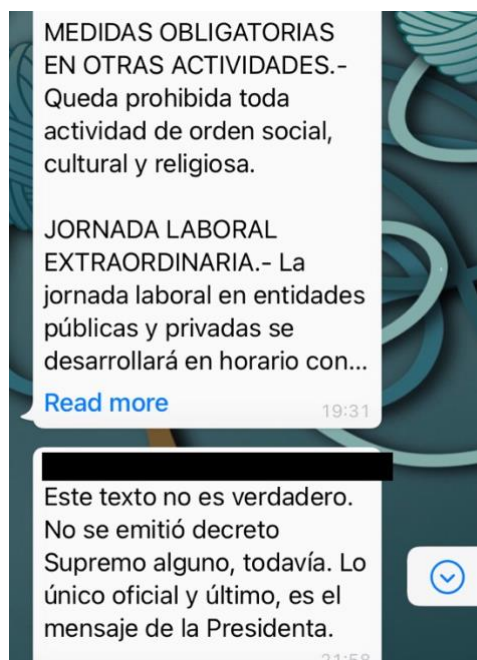 MEDIDAS OBLIGATORIAS
EN OTRAS ACTIVIDADES.-
Queda prohibida toda
actividad de orden social,
cultural y religiosa.
JORNADA LABORAL
EXTRAORDINARIA.- La
jornada laboral en entidades
públicas y privadas se
desarrollará en horario con...
Read more
19:31
Este texto no es verdadero.
No se emitió decreto
Supremo alguno, todavía. Lo
único oficial y último, es el
mensaje de la Presidenta.
21:58